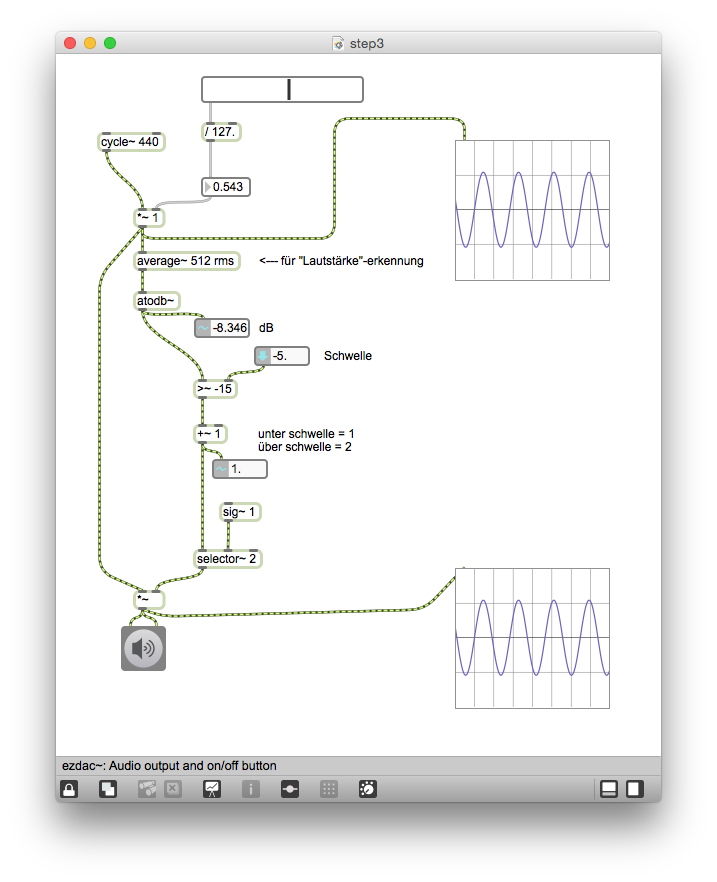 step3
/ 127.
cycle~ 440
0.543
*~ 1
average~ 512 rms
<--- für "Lautstärke"-erkennung
atodb~
-8.346 dB
-5. Schwelle
>~ -15
+~ 1
unter schwelle = 1
über schwelle = 2
1.
sig~ 1
selector~ 2
*~
ezdac~: Audio output and on/off button